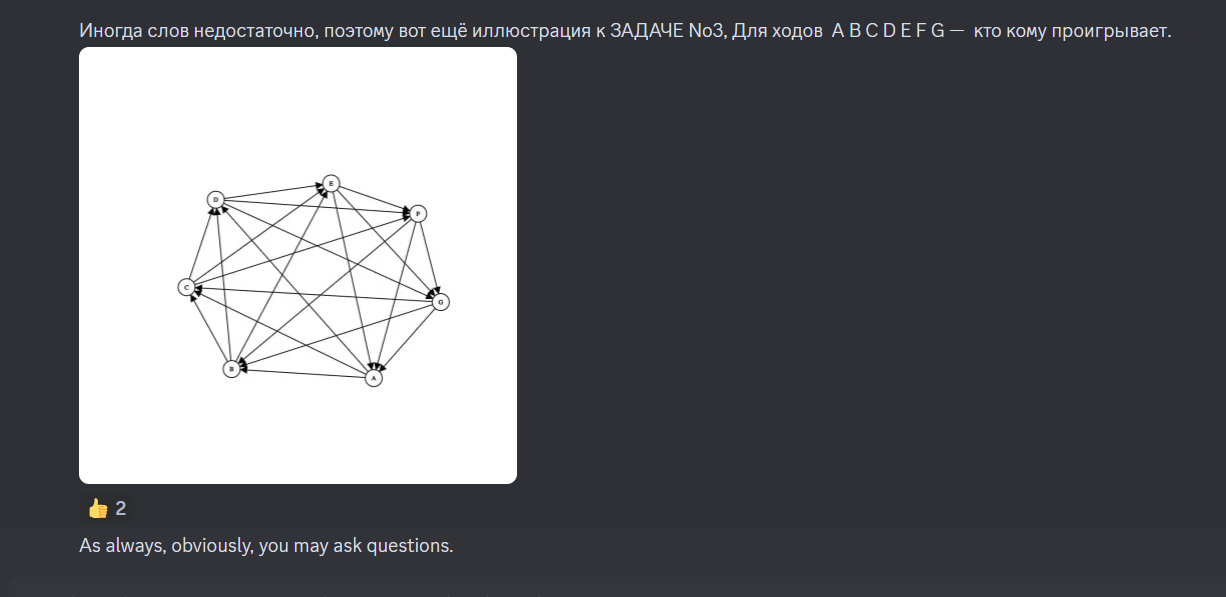 Иногда слов недостаточно, поэтому вот ещё иллюстрация к ЗАДАЧЕ No3, Для ходов A B C D E F G — кто кому проигрывает.
E
D
F
C
G
B
A
👍 2
As always, obviously, you may ask questions.